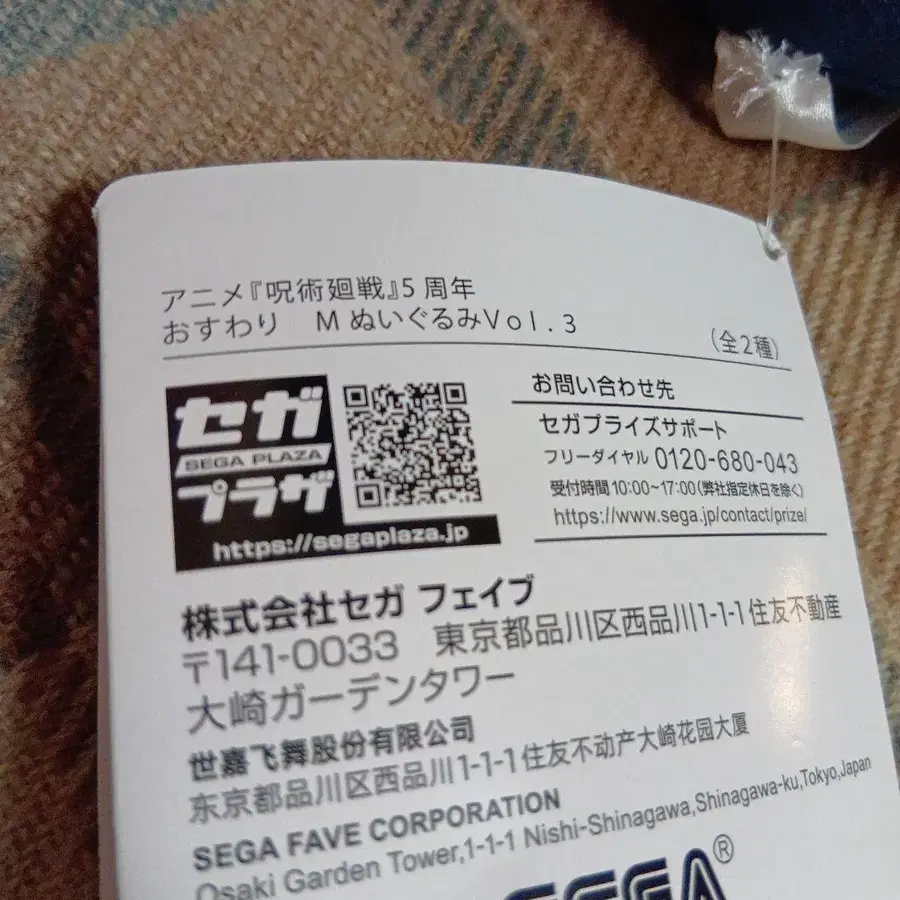 アニメ『呪術廻戦』5周年
おすわり　Mぬいぐるみ Vol.3
(全2種)
セガ
SEGA PLAZA
プラザ
https://segaplaza.jp
お問い合わせ先
セガプライズサポート
フリーダイヤル 0120-680-043
受付時間 10:00~17:00(弊社指定休日を除く)
https://www.sega.jp/contact/prize/
株式会社セガ フェイブ
〒141-0033　東京都品川区西品川1-1-1 住友不動産
大崎ガーデンタワー
世嘉飞舞股份有限公司
东京都品川区西品川1-1-1 住友不动产大崎花园大厦
SEGA FAVE CORPORATION
Osaki Garden Tower,1-1-1 Nishi-Shinagawa,Shinagawa-ku,Tokyo,Japan
SEGA®